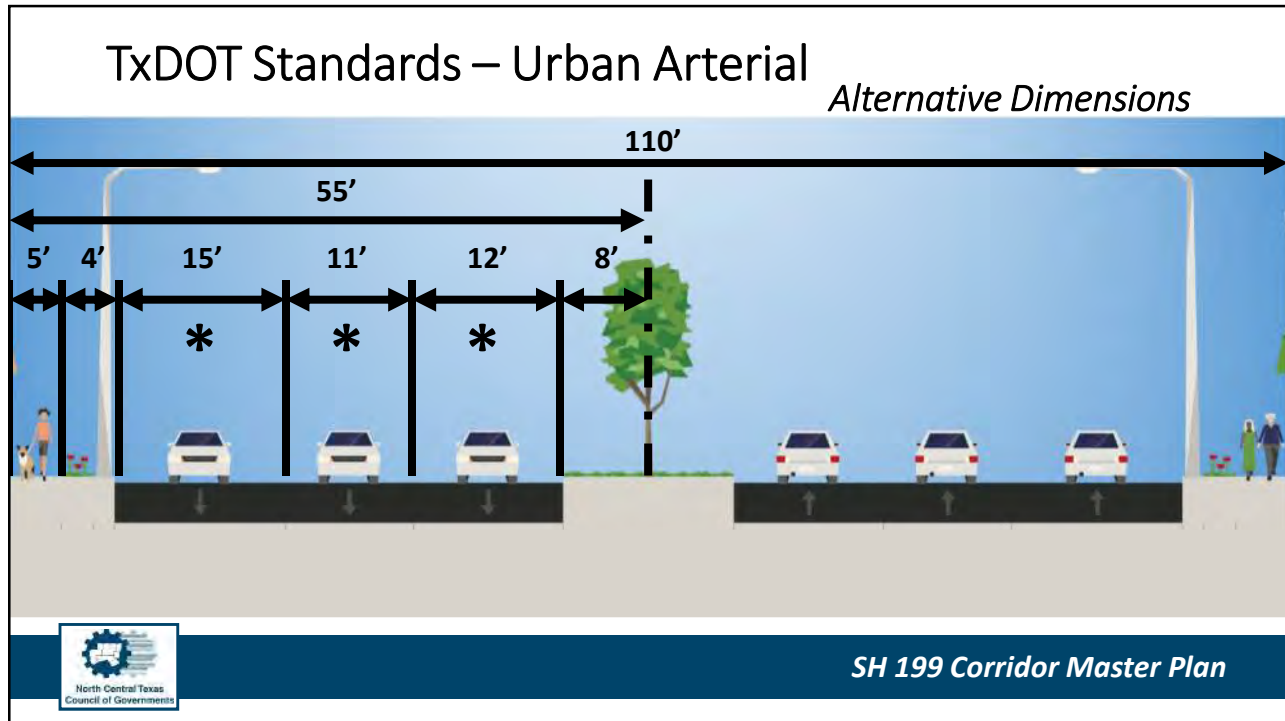 TxDOT Standards – Urban Arterial
Alternative Dimensions
110’
55’
5’ 4’ 15’ 11’ 12’ 8’
* * *
North Central Texas
Council of Governments
SH 199 Corridor Master Plan